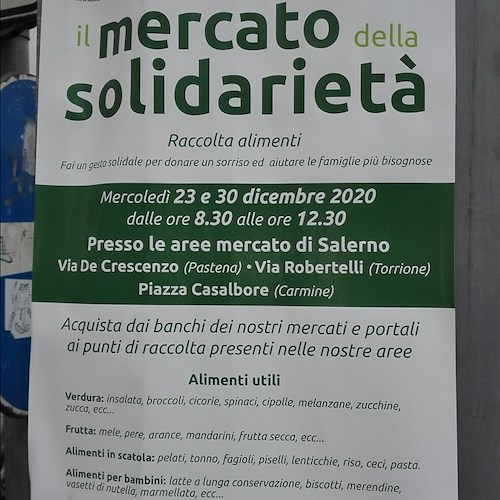 il mercato della
solidarietà
Raccolta alimenti
Fai un gesto solidale per donare un sorriso ed aiutare le famiglie più bisognose
Mercoledì 23 e 30 dicembre 2020
dalle ore 8.30 alle ore 12.30
Presso le aree mercato di Salerno
Via De Crescenzo (Pastena) • Via Robertelli (Torrione)
Piazza Casalbore (Carmine)
Acquista dai banchi dei nostri mercati e portali
ai punti di raccolta presenti nelle nostre aree
Alimenti utili
Verdura: insalata, broccoli, cicorie, spinaci, cipolle, melanzane, zucchine,
zucca, ecc...
Frutta: mele, pere, arance, mandarini, frutta secca, ecc...
Alimenti in scatola: pelati, tonno, fagioli, piselli, lenticchie, riso, ceci, pasta.
Alimenti per bambini: latte a lunga conservazione, biscotti, merendine,
vasetti di nutella, marmellata, ecc...